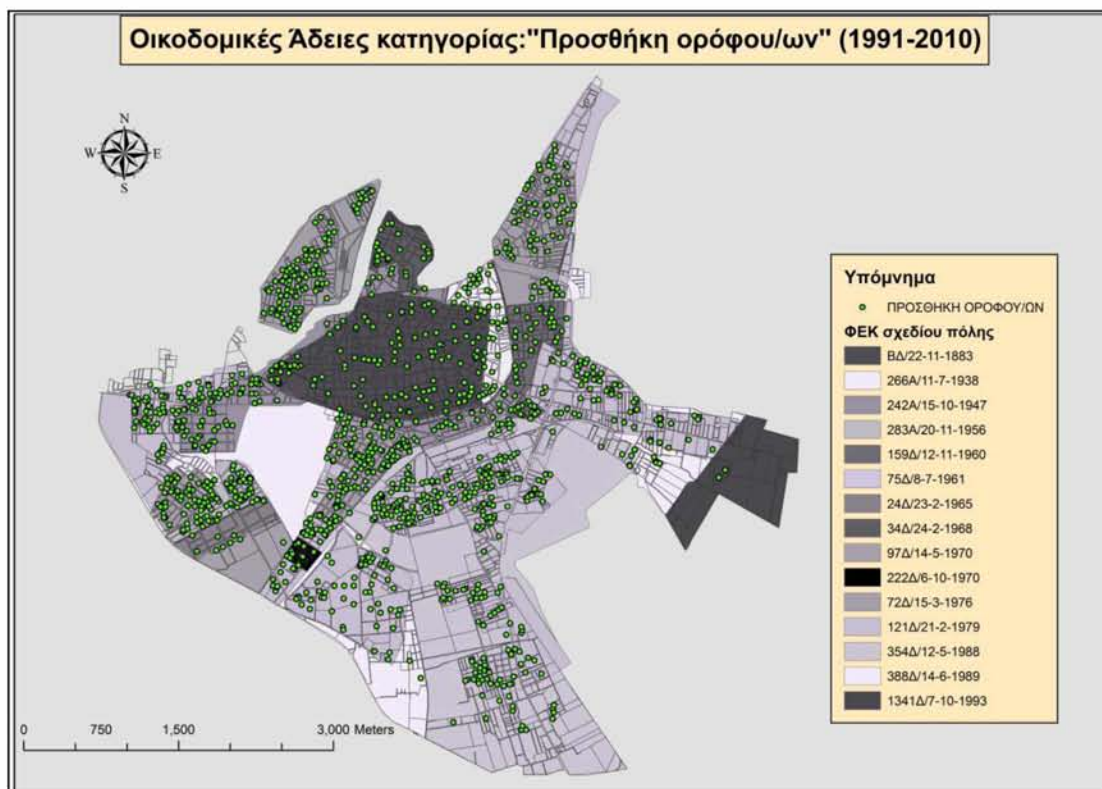 Οικοδομικές Άδειες κατηγορίας:"Προσθήκη ορόφου/ων" (1991-2010)
N
W E
S
Υπόμνημα
ΠΡΟΣΘΗΚΗ ΟΡΟΦΟΥ/ΩΝ
ΦΕΚ σχεδίου πόλης
ΒΔ/22-11-1883
266Α/11-7-1938
242Α/15-10-1947
283Α/20-11-1956
159Δ/12-11-1960
75Δ/8-7-1961
24Δ/23-2-1965
34Δ/24-2-1968
97Δ/14-5-1970
222Δ/6-10-1970
72Δ/15-3-1976
121Δ/21-2-1979
354Δ/12-5-1988
388Δ/14-6-1989
1341Δ/7-10-1993
0 750 1,500 3,000 Meters